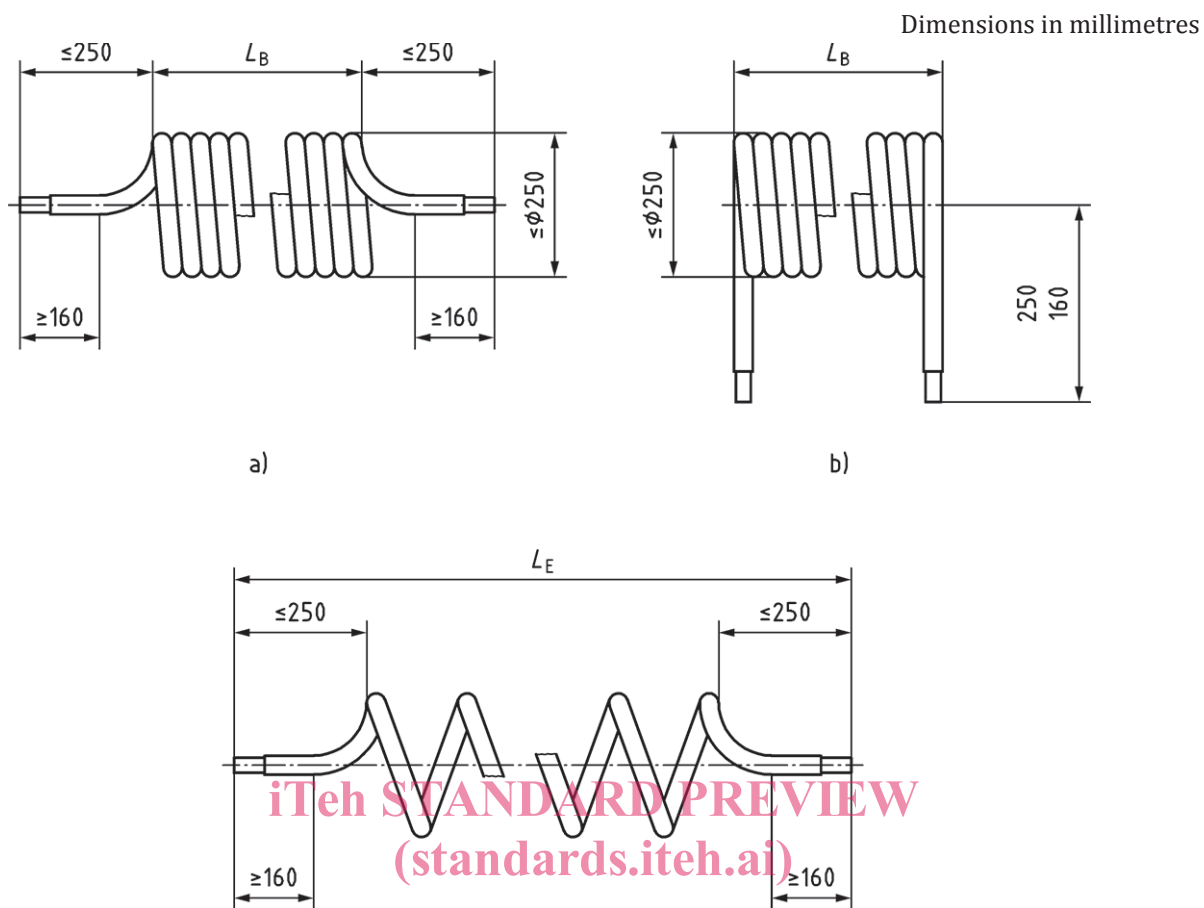 Dimensions in millimetres
≤250 L_B ≤250
L_B
≤ϕ250
≤ϕ250
250
160
≥160 ≥160
a) b)
L_E
≤250 ≤250
iTeh STANDARD PREVIEW
(standards.iteh.ai)
≥160 ≥160